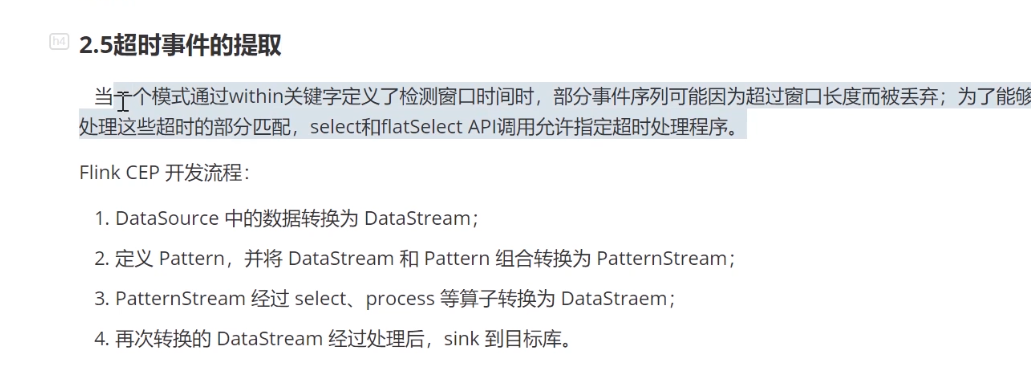 h4
2.5超时事件的提取
当一个模式通过within关键字定义了检测窗口时间时，部分事件序列可能因为超过窗口长度而被丢弃；为了能够
处理这些超时的部分匹配，select和flatSelect API调用允许指定超时处理程序。
Flink CEP 开发流程：
1. DataSource 中的数据转换为 DataStream；
2. 定义 Pattern，并将 DataStream 和 Pattern 组合转换为 PatternStream；
3. PatternStream 经过 select、process 等算子转换为 DataStraem；
4. 再次转换的 DataStream 经过处理后，sink 到目标库。